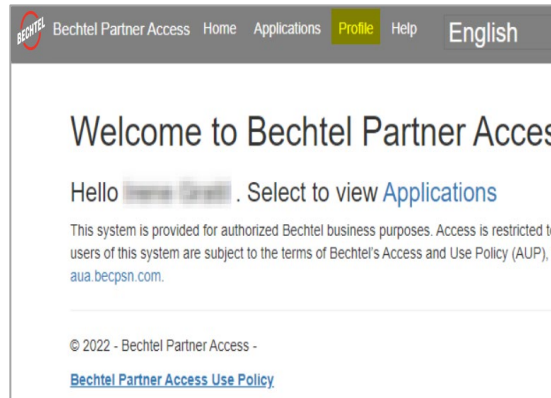 BECHTEL Bechtel Partner Access Home Applications Profile Help English
Welcome to Bechtel Partner Acces
Hello . Select to view Applications
This system is provided for authorized Bechtel business purposes. Access is restricted t
users of this system are subject to the terms of Bechtel's Access and Use Policy (AUP),
aua.becpsn.com.
© 2022 - Bechtel Partner Access -
Bechtel Partner Access Use Policy